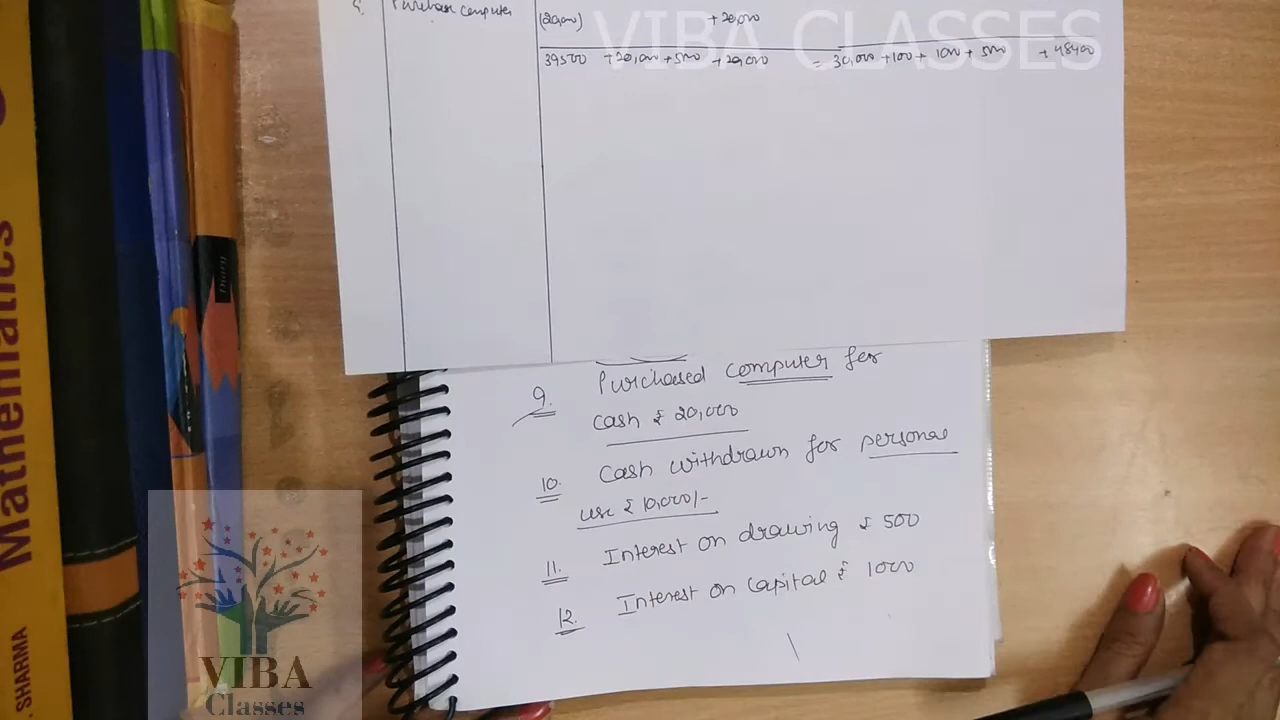 9. Purchase computer
(20,000) +20,000
39500 +20,000 +5000 +20,000 = 30,000 +100 + 1000 + 5000 +48400
VIBA CLASSES
9. Purchased computer for
cash ₹ 20,000
10. Cash withdrawn for personal
use ₹ 10,000/-
11. Interest on drawing ₹ 500
12. Interest on Capital ₹ 1000
Mathematics
. SHARMA
Diary
VIBA
Classes